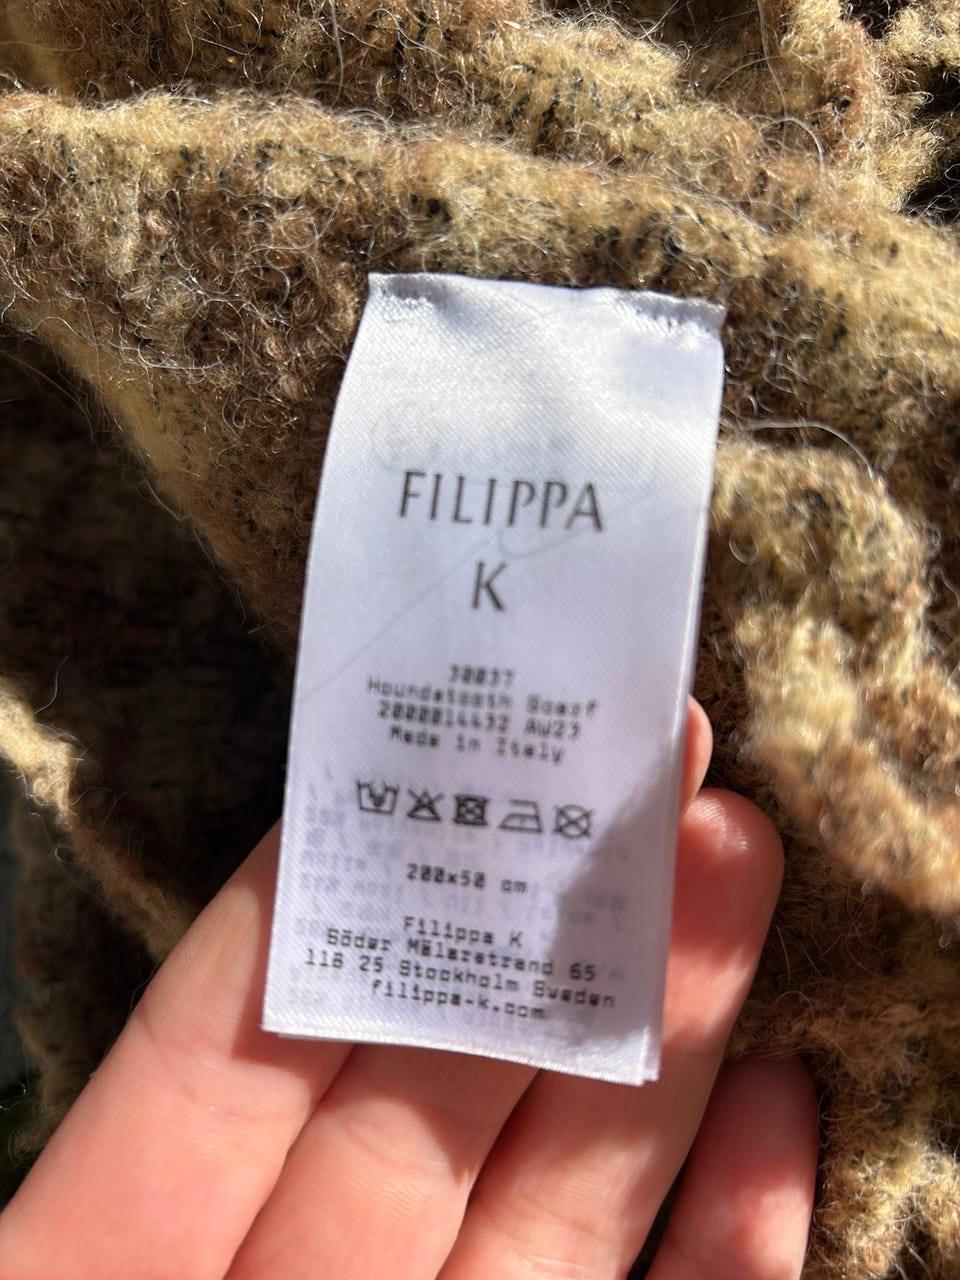 FILIPPA
K
30037
Houndstooth Scarf
2000014432 AW23
Made in Italy
200x50 cm
Filippa K
Söder Mälarstrand 65
118 25 Stockholm Sweden
filippa-k.com